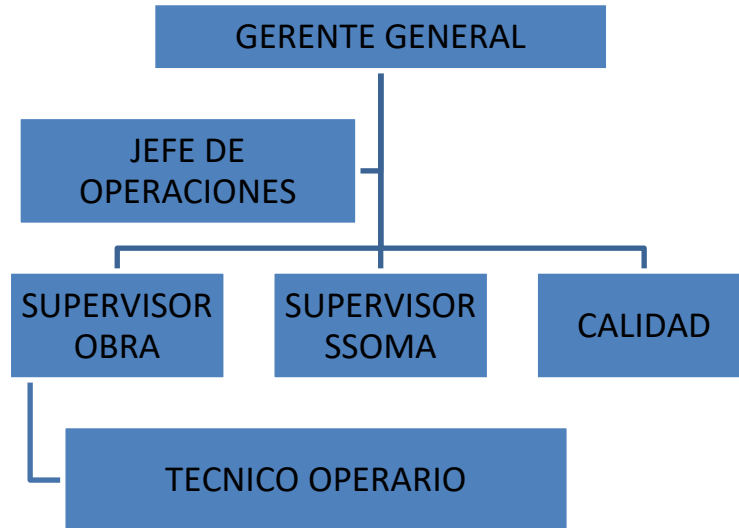 GERENTE GENERAL
JEFE DE
OPERACIONES
SUPERVISOR
OBRA
SUPERVISOR
SSOMA
CALIDAD
TECNICO OPERARIO